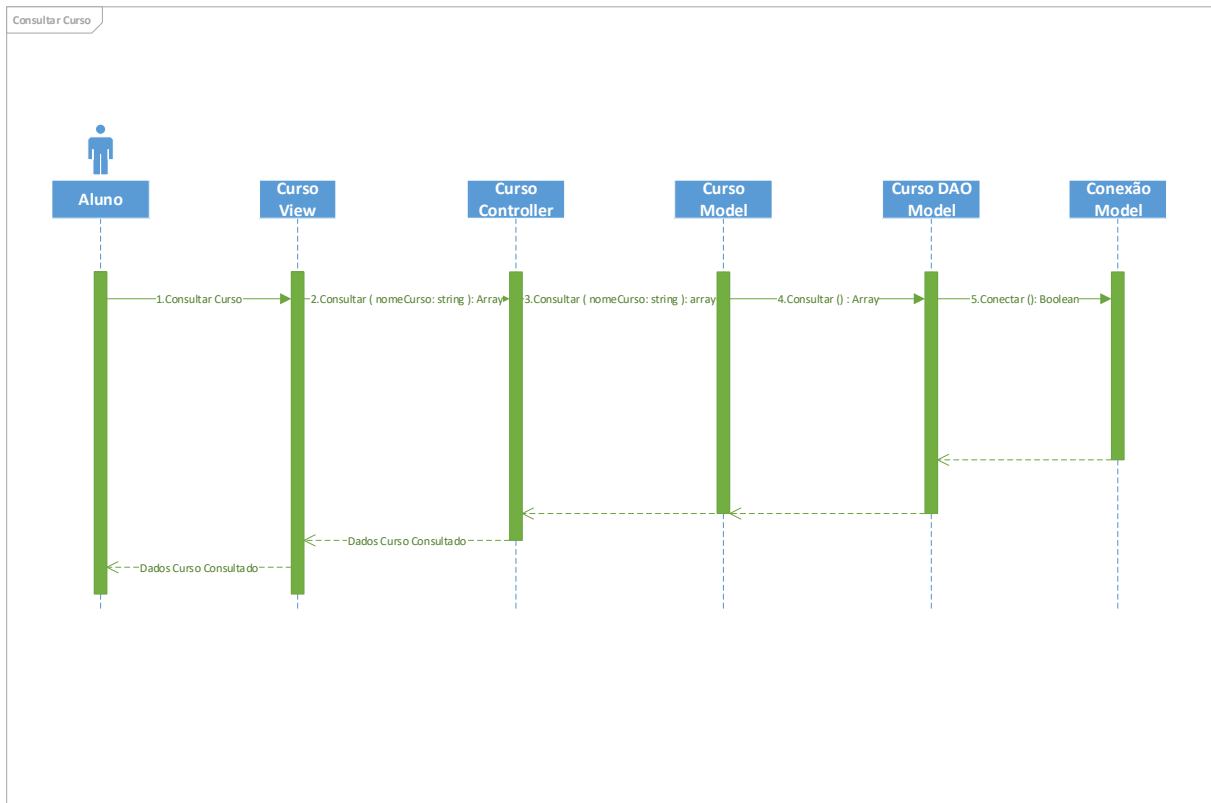 Consultar Curso
Aluno
Curso
View
Curso
Controller
Curso
Model
Curso DAO
Model
Conexão
Model
1.Consultar Curso
2.Consultar ( nomeCurso: string ): Array
3.Consultar ( nomeCurso: string ): array
4.Consultar () : Array
5.Conectar (): Boolean
Dados Curso Consultado
Dados Curso Consultado